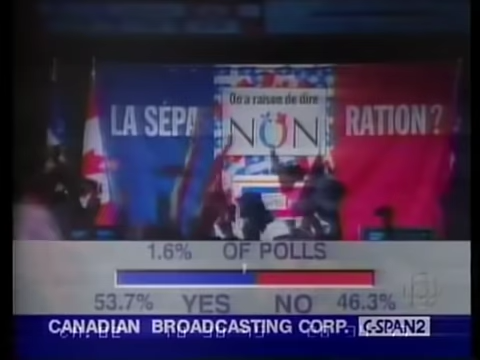 On a raison de dire
LA SÉPA NON RATION?
1.6% OF POLLS
53.7% YES NO 46.3%
CANADIAN BROADCASTING CORP. C-SPAN2